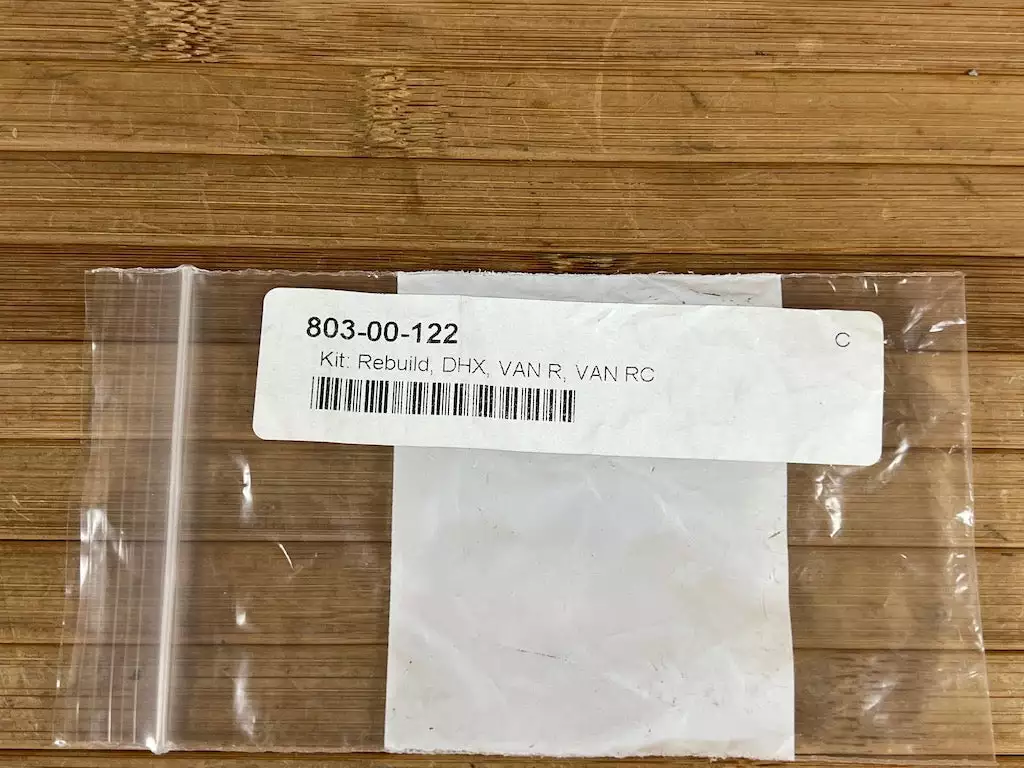 803-00-122
C
Kit: Rebuild, DHX, VAN R, VAN RC